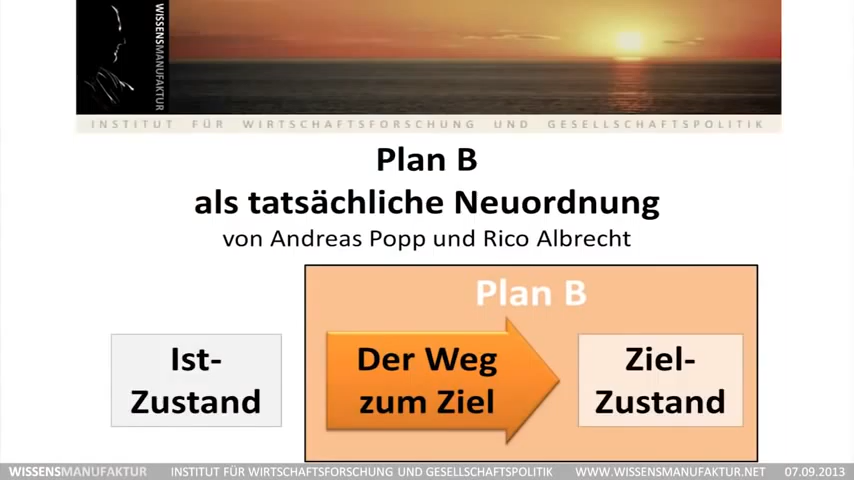 WISSENSMANUFAKTUR
INSTITUT FÜR WIRTSCHAFTSFORSCHUNG UND GESELLSCHAFTSPOLITIK
Plan B
als tatsächliche Neuordnung
von Andreas Popp und Rico Albrecht
Plan B
Ist-
Zustand
Der Weg
zum Ziel
Ziel-
Zustand
WISSENSMANUFAKTUR INSTITUT FÜR WIRTSCHAFTSFORSCHUNG UND GESELLSCHAFTSPOLITIK WWW.WISSENSMANUFAKTUR.NET 07.09.2013